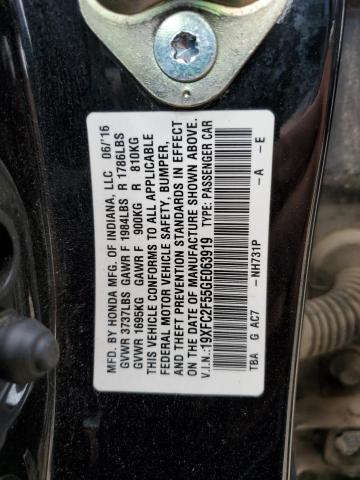 MFD. BY HONDA MFG. OF INDIANA, LLC 06/16
GVWR 3737LBS GAWR F 1984LBS R 1786LBS
GVWR 1695KG GAWR F 900KG R 810KG
THIS VEHICLE CONFORMS TO ALL APPLICABLE
FEDERAL MOTOR VEHICLE SAFETY, BUMPER,
AND THEFT PREVENTION STANDARDS IN EFFECT
ON THE DATE OF MANUFACTURE SHOWN ABOVE.
V.I.N.: 19XFC2F55GE053919 TYPE: PASSENGER CAR
TBA G AC7 -NH731P -A -E